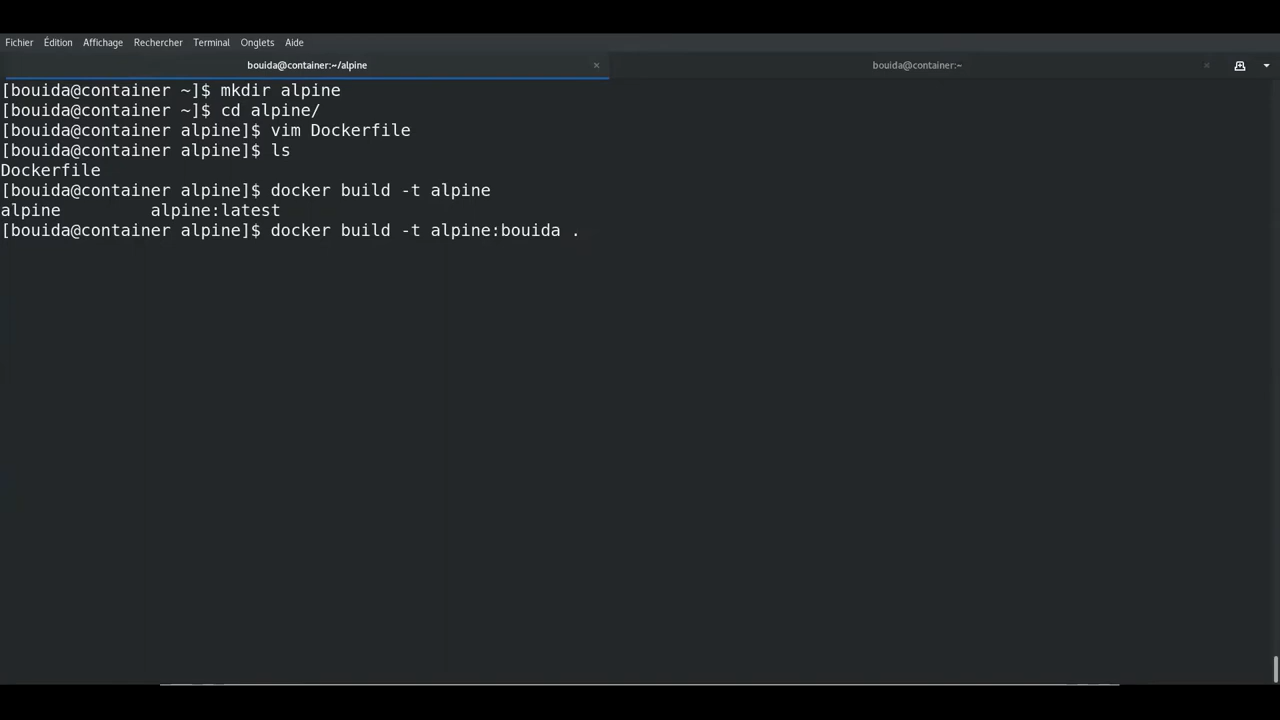 Fichier Édition Affichage Rechercher Terminal Onglets Aide
bouida@container:~/alpine × bouida@container:~ ×
[bouida@container ~]$ mkdir alpine
[bouida@container ~]$ cd alpine/
[bouida@container alpine]$ vim Dockerfile
[bouida@container alpine]$ ls
Dockerfile
[bouida@container alpine]$ docker build -t alpine
alpine         alpine:latest
[bouida@container alpine]$ docker build -t alpine:bouida .